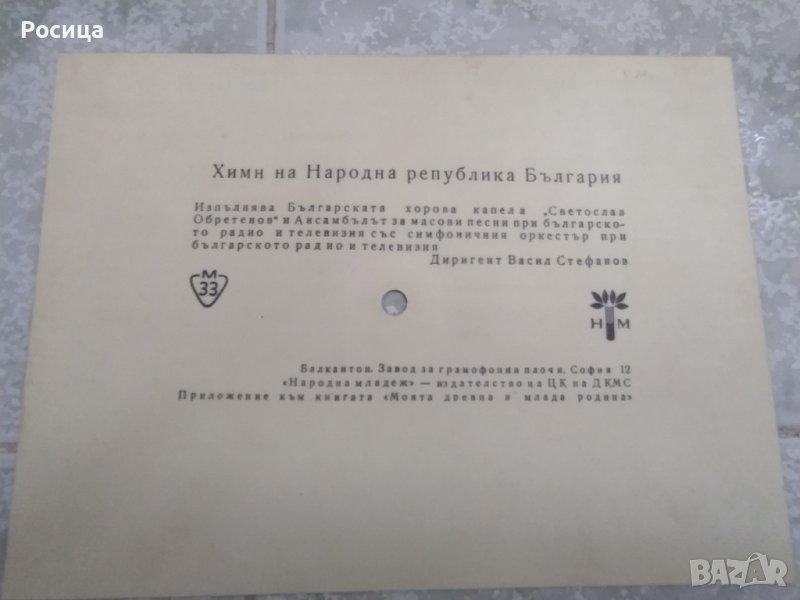 Росица
Химн на Народна република България
Изпълнява Българската хорова капела „Светослав
Обретенов" и Ансамбълът за масови песни при българско-
то радио и телевизия със симфоничния оркестър при
българското радио и телевизия
Диригент Васил Стефанов
М
33
Н М
Балкантон. Завод за грамофонни плочи. София 12
«Народна младеж» — издателство на ЦК на ДКМС
Приложение към книгата «Моята древна и млада родина»
BAZAR